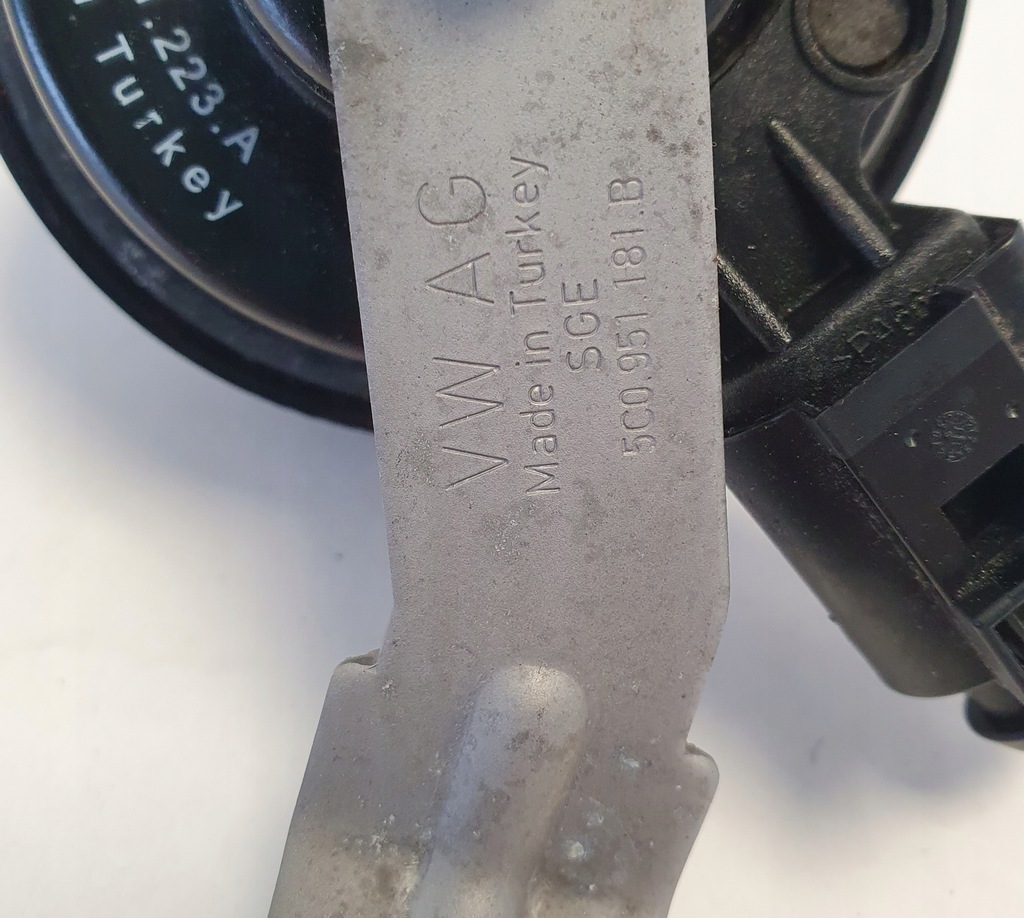 .223.A
Turkey
VW AG
Made in Turkey
SGE
5C0.951.181.B